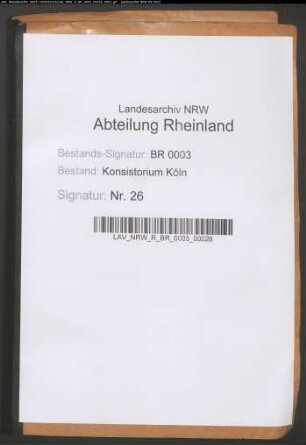 Landesarchiv NRW
Abteilung Rheinland
Bestands-Signatur: BR 0003
Bestand: Konsistorium Köln
Signatur: Nr. 26
LAV_NRW_R_BR_0003_00026